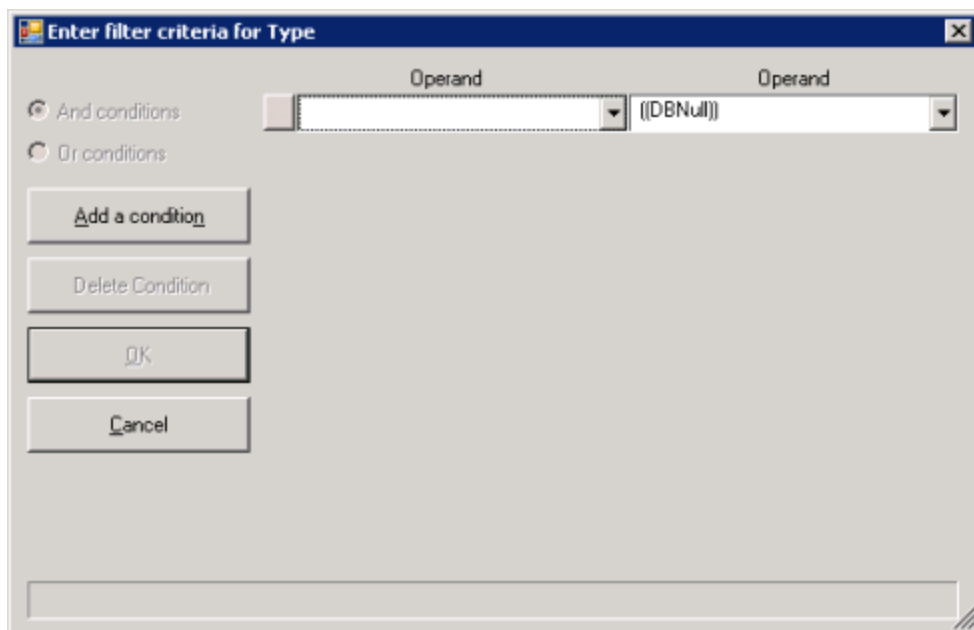 Enter filter criteria for Type
Operand Operand
And conditions
((DBNull))
Or conditions
Add a condition
Delete Condition
OK
Cancel